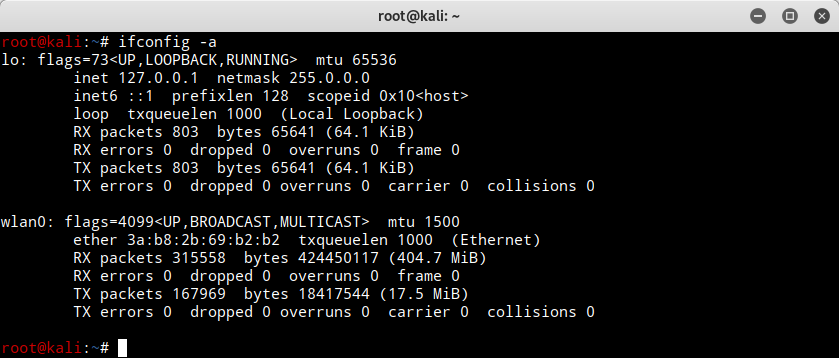 root@kali: ~
root@kali:~# ifconfig -a
lo: flags=73<UP,LOOPBACK,RUNNING>  mtu 65536
        inet 127.0.0.1  netmask 255.0.0.0
        inet6 ::1  prefixlen 128  scopeid 0x10<host>
        loop  txqueuelen 1000  (Local Loopback)
        RX packets 803  bytes 65641 (64.1 KiB)
        RX errors 0  dropped 0  overruns 0  frame 0
        TX packets 803  bytes 65641 (64.1 KiB)
        TX errors 0  dropped 0 overruns 0  carrier 0  collisions 0
wlan0: flags=4099<UP,BROADCAST,MULTICAST>  mtu 1500
        ether 3a:b8:2b:69:b2:b2  txqueuelen 1000  (Ethernet)
        RX packets 315558  bytes 424450117 (404.7 MiB)
        RX errors 0  dropped 0  overruns 0  frame 0
        TX packets 167969  bytes 18417544 (17.5 MiB)
        TX errors 0  dropped 0 overruns 0  carrier 0  collisions 0
root@kali:~#